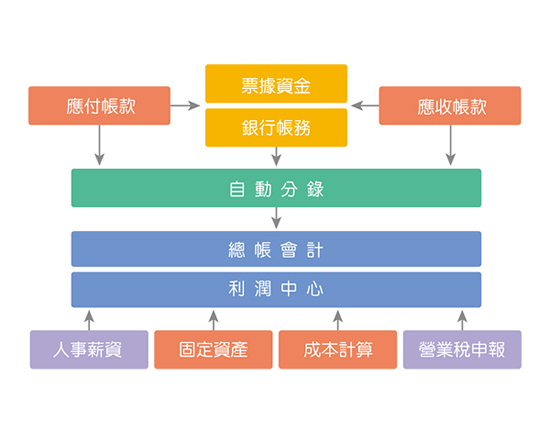 票據資金
應付帳款
應收帳款
銀行帳務
自動分錄
總帳會計
利潤中心
人事薪資
固定資產
成本計算
營業稅申報